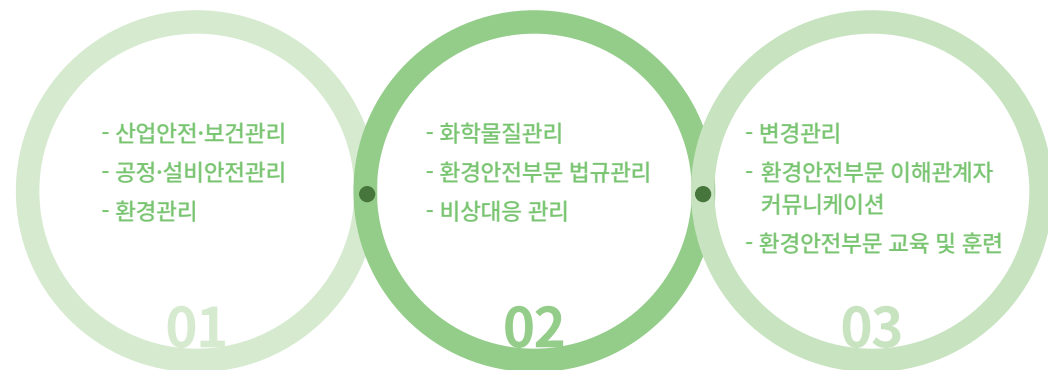 - 산업안전·보건관리
- 공정·설비안전관리
- 환경관리
01
- 화학물질관리
- 환경안전부문 법규관리
- 비상대응 관리
02
- 변경관리
- 환경안전부문 이해관계자
커뮤니케이션
- 환경안전부문 교육 및 훈련
03